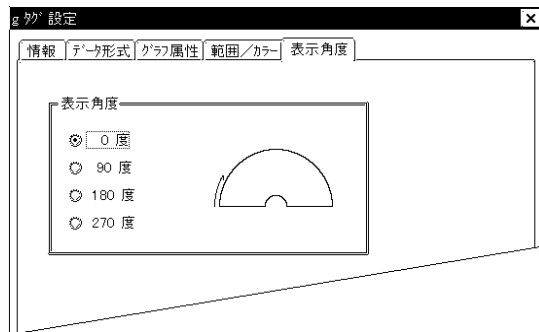 g ﾀｸﾞ 設定
情報 ﾃﾞｰﾀ形式 ｸﾞﾗﾌ属性 範囲／ｶﾗｰ 表示角度
表示角度
0 度
90 度
180 度
270 度